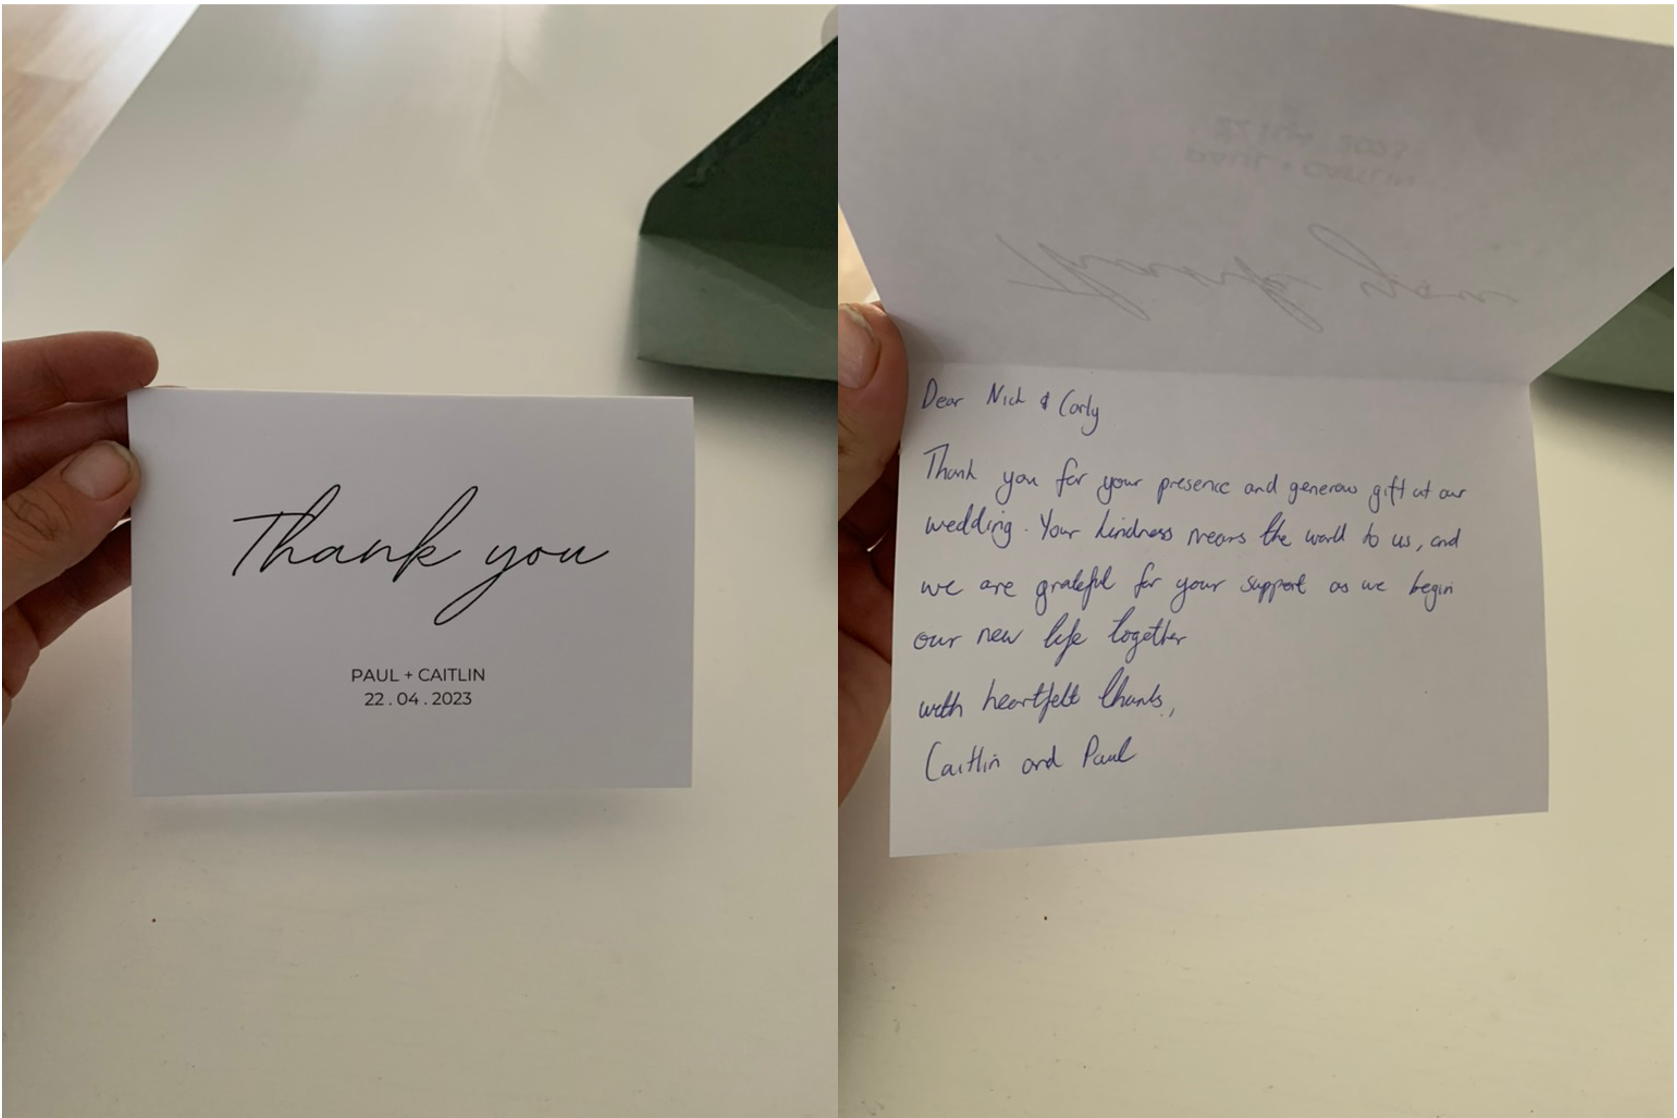 Thank you
PAUL + CAITLIN
22.04.2023
Dear Nick & Carly
Thank you for your presence and generous gift at our
wedding. Your kindness means the world to us, and
we are grateful for your support as we begin
our new life together
with heartfelt thanks,
Caitlin and Paul